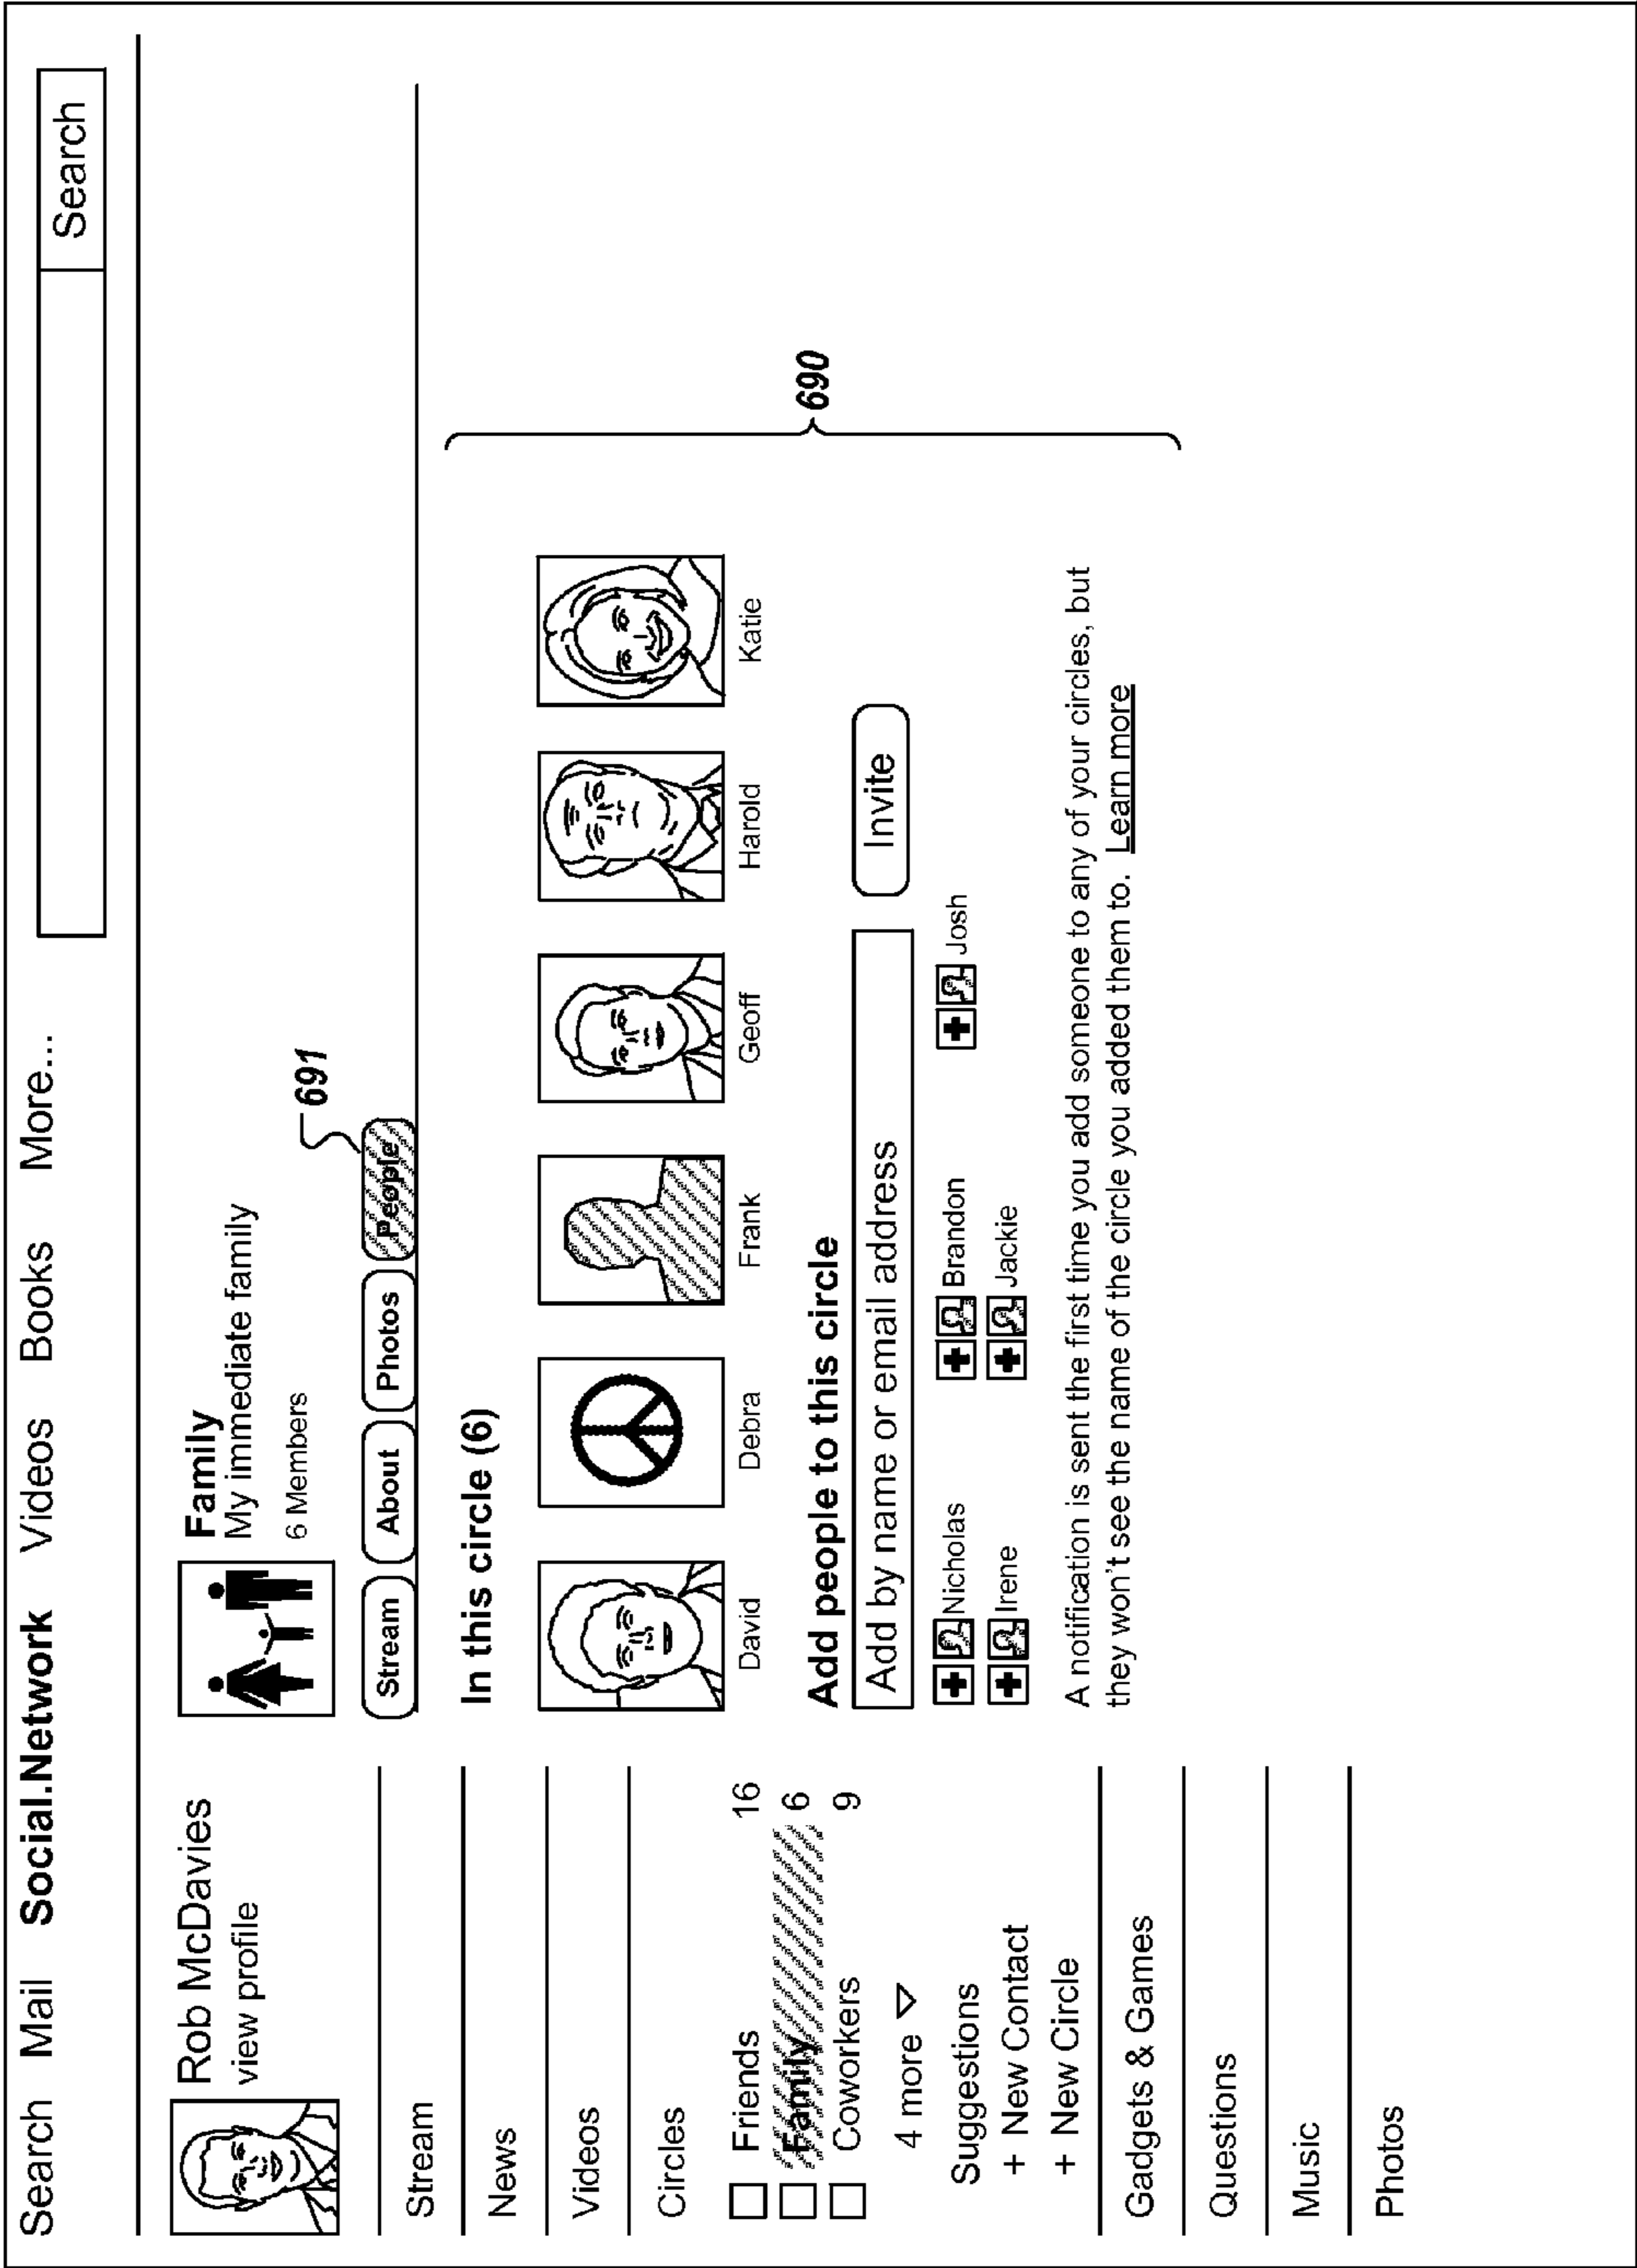 Search Mail Social.Network Videos Books More... Search
Rob McDavies
view profile
Stream
News
Videos
Circles
Friends 16
Family 6
Coworkers 9
4 more
Suggestions
+ New Contact
+ New Circle
Gadgets & Games
Questions
Music
Photos
Family
My immediate family
6 Members
691
Stream About Photos People
In this circle (6)
David Debra Frank Geoff Harold Katie
690
Add people to this circle
Add by name or email address Invite
Nicholas Brandon Josh
Irene Jackie
A notification is sent the first time you add someone to any of your circles, but
they won't see the name of the circle you added them to. Learn more